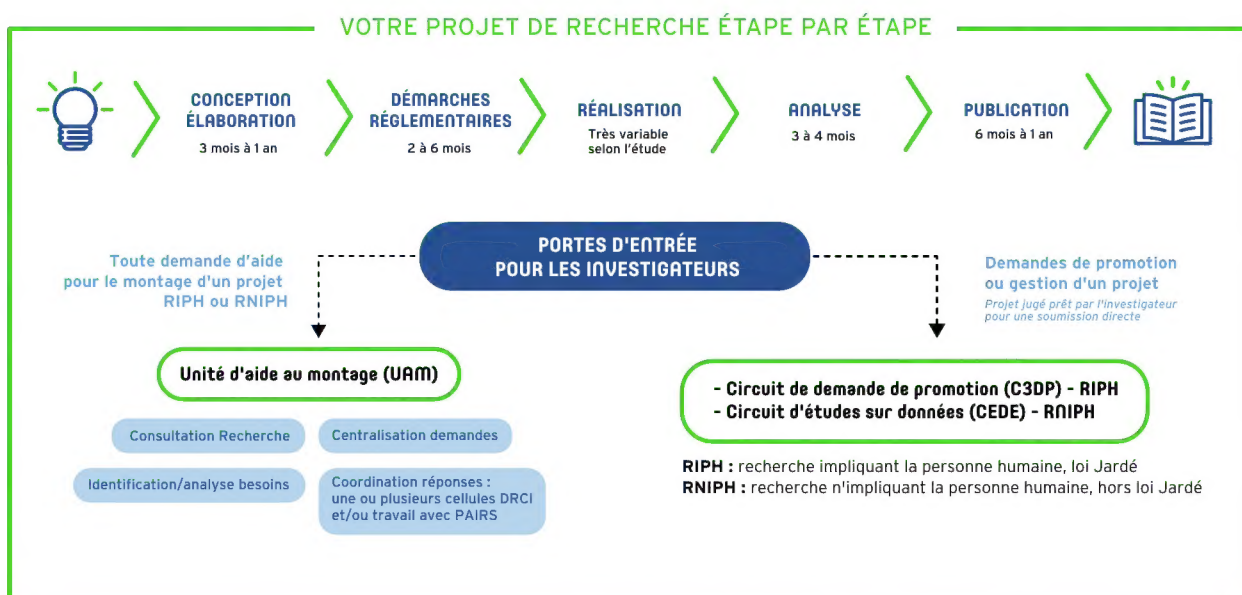 VOTRE PROJET DE RECHERCHE ÉTAPE PAR ÉTAPE
CONCEPTION
ÉLABORATION
3 mois à 1 an
DÉMARCHES
RÉGLEMENTAIRES
2 à 6 mois
RÉALISATION
Très variable
selon l'étude
ANALYSE
3 à 4 mois
PUBLICATION
6 mois à 1 an
PORTES D'ENTRÉE
POUR LES INVESTIGATEURS
Toute demande d'aide
pour le montage d'un projet
RIPH ou RNIPH
Unité d'aide au montage (UAM)
Consultation Recherche
Centralisation demandes
Identification/analyse besoins
Coordination réponses :
une ou plusieurs cellules DRCI
et/ou travail avec PAIRS
Demandes de promotion
ou gestion d'un projet
Projet jugé prêt par l'investigateur
pour une soumission directe
- Circuit de demande de promotion (C3DP) - RIPH
- Circuit d'études sur données (CEDE) - RNIPH
RIPH : recherche impliquant la personne humaine, loi Jardé
RNIPH : recherche n'impliquant la personne humaine, hors loi Jardé